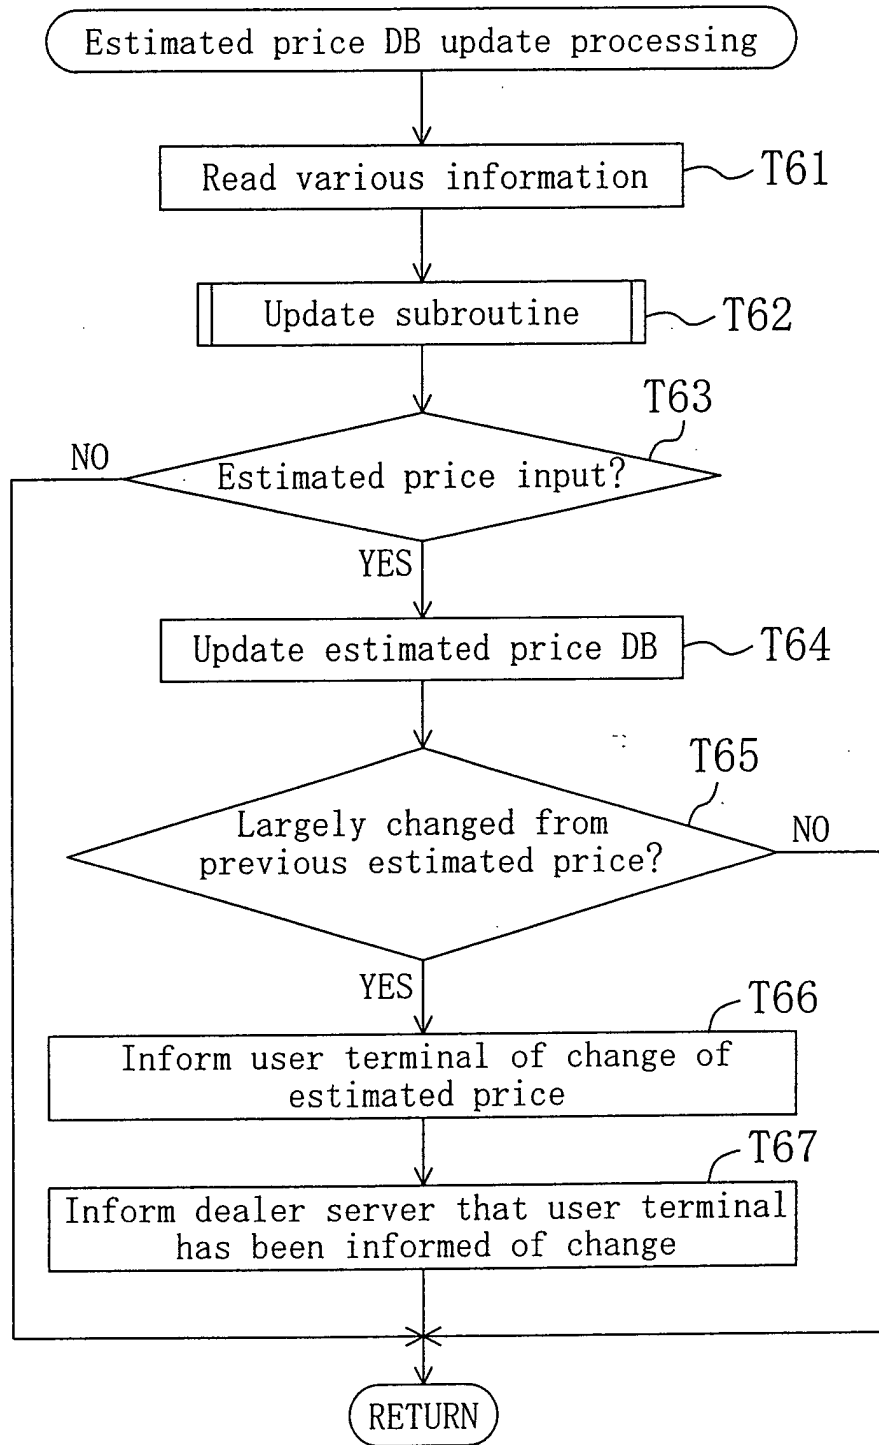 Estimated price DB update processing
Read various information
T61
Update subroutine
T62
T63
NO
Estimated price input?
YES
Update estimated price DB
T64
T65
Largely changed from
previous estimated price?
NO
YES
T66
Inform user terminal of change of
estimated price
T67
Inform dealer server that user terminal
has been informed of change
RETURN